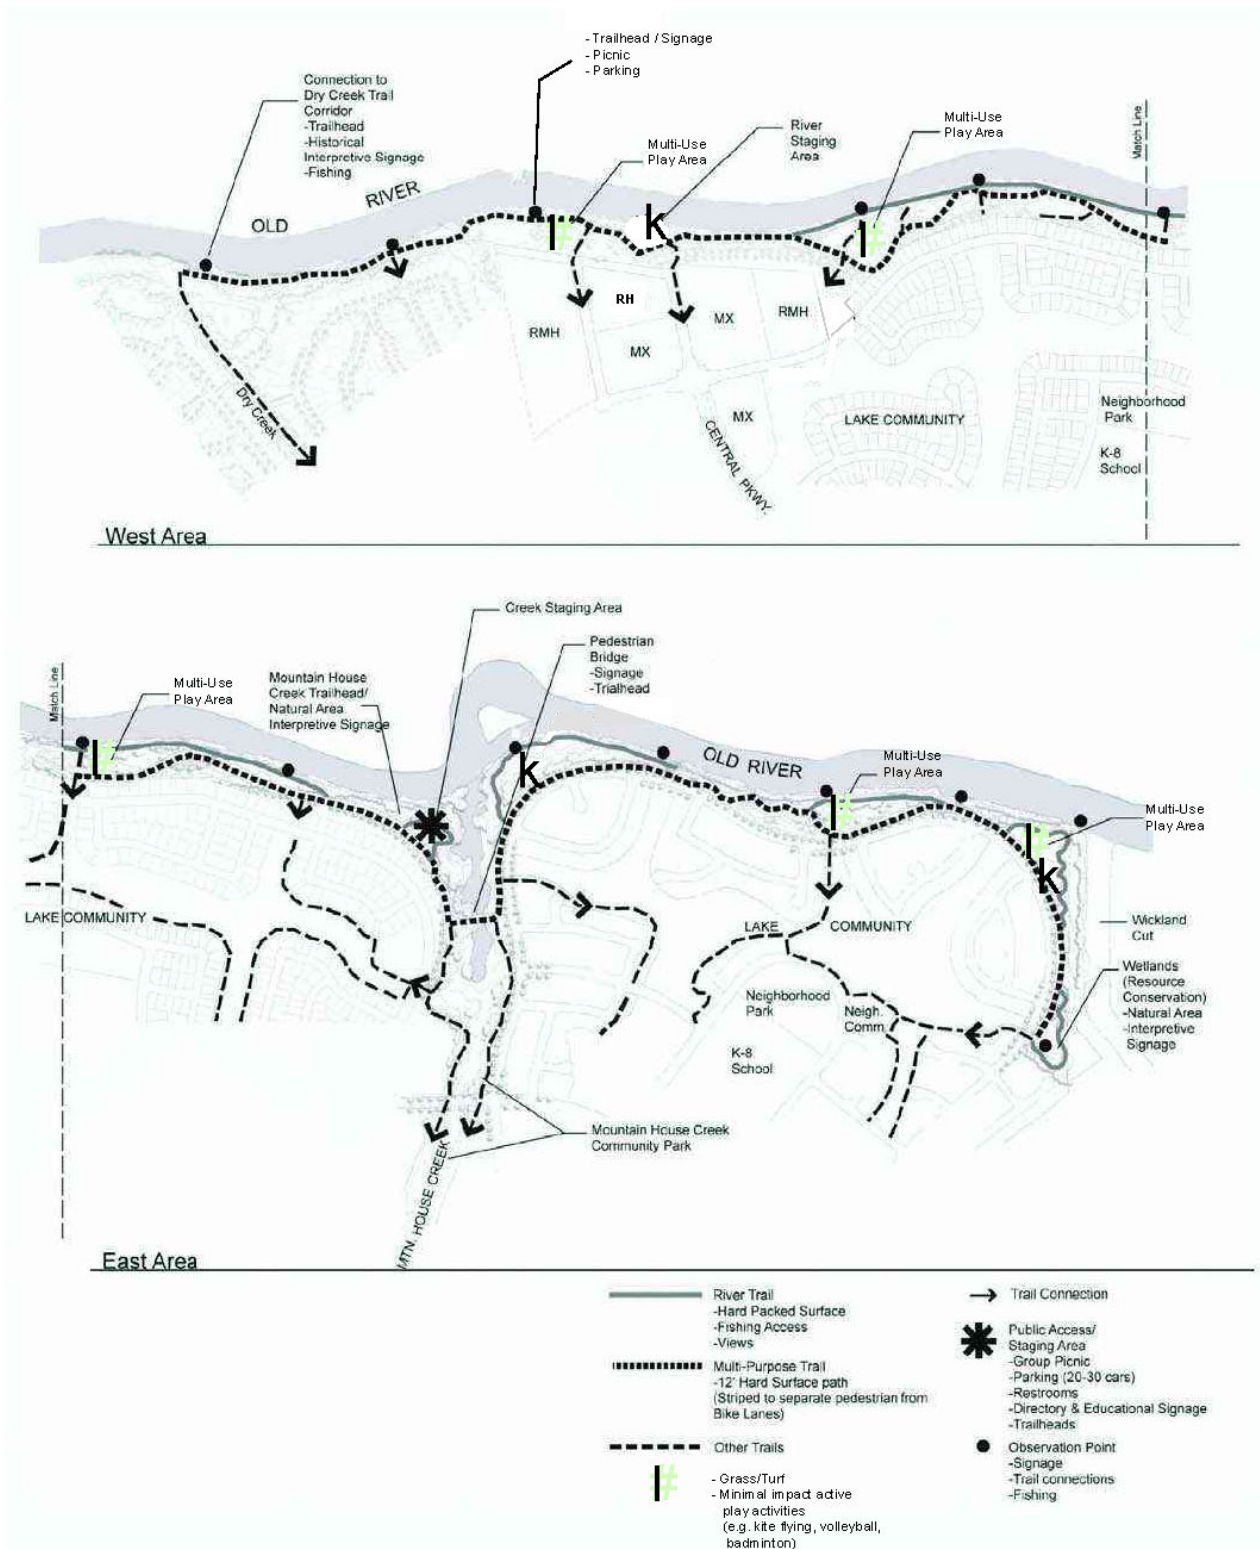 - Trailhead / Signage
- Picnic
- Parking
Connection to
Dry Creek Trail
Corridor
-Trailhead
-Historical
Interpretive Signage
-Fishing
Multi-Use
Play Area
River
Staging
Area
Multi-Use
Play Area
Match Line
OLD RIVER
k
RH
RMH
MX
MX
RMH
MX
Dry Creek
CENTRAL PKWY.
LAKE COMMUNITY
Neighborhood
Park
K-8
School
West Area
Creek Staging Area
Pedestrian
Bridge
-Signage
-Trialhead
Match Line
Multi-Use
Play Area
Mountain House
Creek Trailhead/
Natural Area
Interpretive Signage
OLD RIVER
k
Multi-Use
Play Area
Multi-Use
Play Area
k
LAKE COMMUNITY
LAKE COMMUNITY
Wickland
Cut
Wetlands
(Resource
Conservation)
-Natural Area
-Interpretive
Signage
Neighborhood
Park
Neigh.
Comm.
K-8
School
Mountain House Creek
Community Park
MTN. HOUSE CREEK
East Area
River Trail
-Hard Packed Surface
-Fishing Access
-Views
Multi-Purpose Trail
-12' Hard Surface path
(Striped to separate pedestrian from
Bike Lanes)
Other Trails
- Grass/Turf
- Minimal impact active
play activities
(e.g. kite flying, volleyball,
badminton)
Trail Connection
Public Access/
Staging Area
-Group Picnic
-Parking (20-30 cars)
-Restrooms
-Directory & Educational Signage
-Trailheads
Observation Point
-Signage
-Trail connections
-Fishing